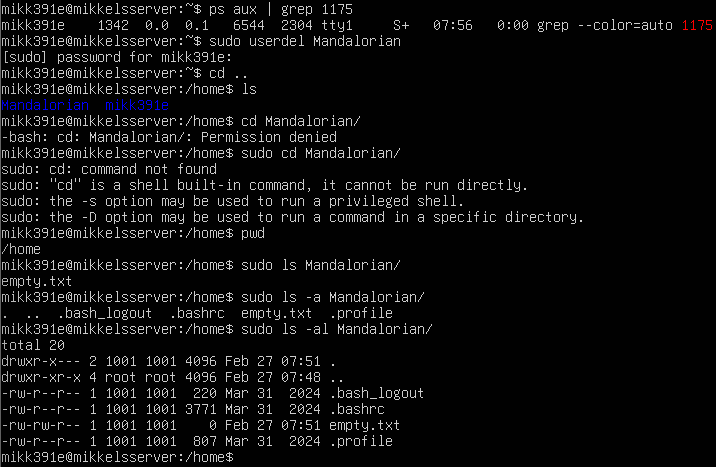 mikk391e@mikkelsserver:~$ ps aux | grep 1175
mikk391e    1342  0.0  0.1   6544  2304 tty1     S+   07:56   0:00 grep --color=auto 1175
mikk391e@mikkelsserver:~$ sudo userdel Mandalorian
[sudo] password for mikk391e:
mikk391e@mikkelsserver:~$ cd ..
mikk391e@mikkelsserver:/home$ ls
Mandalorian  mikk391e
mikk391e@mikkelsserver:/home$ cd Mandalorian/
-bash: cd: Mandalorian/: Permission denied
mikk391e@mikkelsserver:/home$ sudo cd Mandalorian/
sudo: cd: command not found
sudo: "cd" is a shell built-in command, it cannot be run directly.
sudo: the -s option may be used to run a privileged shell.
sudo: the -D option may be used to run a command in a specific directory.
mikk391e@mikkelsserver:/home$ pwd
/home
mikk391e@mikkelsserver:/home$ sudo ls Mandalorian/
empty.txt
mikk391e@mikkelsserver:/home$ sudo ls -a Mandalorian/
.  ..  .bash_logout  .bashrc  empty.txt  .profile
mikk391e@mikkelsserver:/home$ sudo ls -al Mandalorian/
total 20
drwxr-x--- 2 1001 1001 4096 Feb 27 07:51 .
drwxr-xr-x 4 root root 4096 Feb 27 07:48 ..
-rw-r--r-- 1 1001 1001  220 Mar 31  2024 .bash_logout
-rw-r--r-- 1 1001 1001 3771 Mar 31  2024 .bashrc
-rw-rw-r-- 1 1001 1001    0 Feb 27 07:51 empty.txt
-rw-r--r-- 1 1001 1001  807 Mar 31  2024 .profile
mikk391e@mikkelsserver:/home$